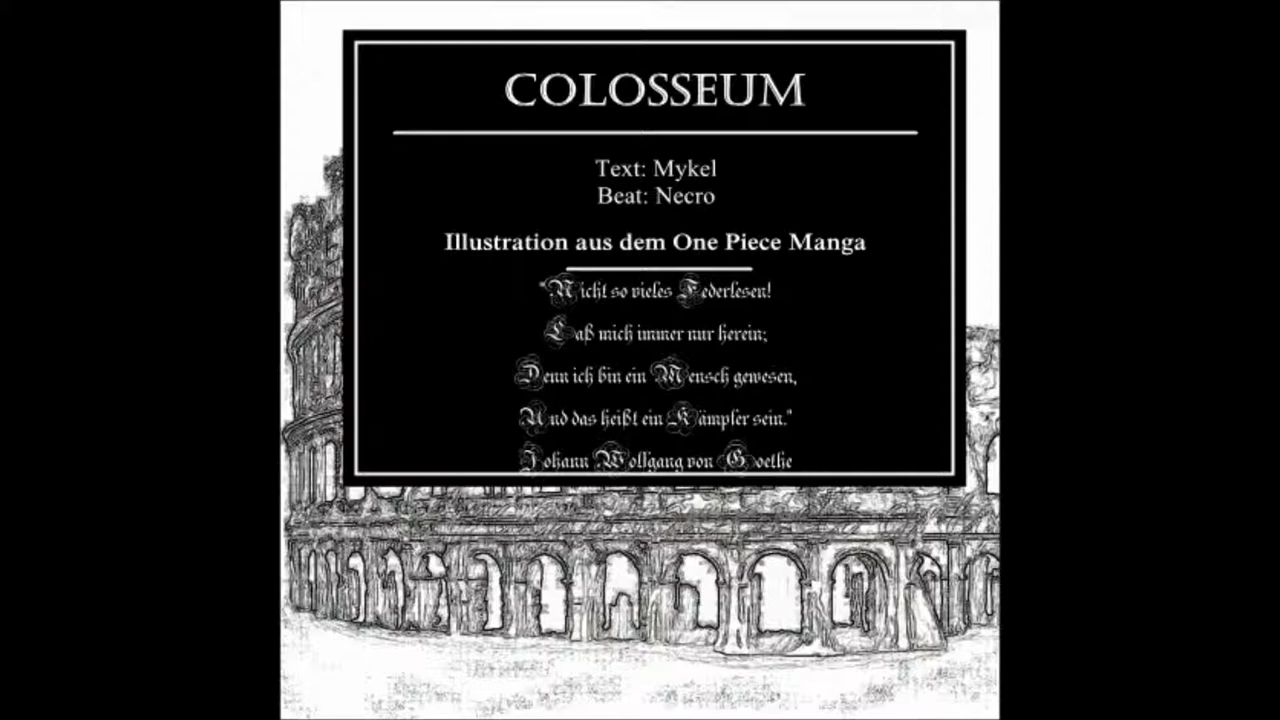 COLOSSEUM
Text: Mykel
Beat: Necro
Illustration aus dem One Piece Manga
"Nicht so vieles Federlesen!
Laß mich immer nur herein;
Denn ich bin ein Mensch gewesen,
Und das heißt ein Kämpfer sein."
Johann Wolfgang von Goethe